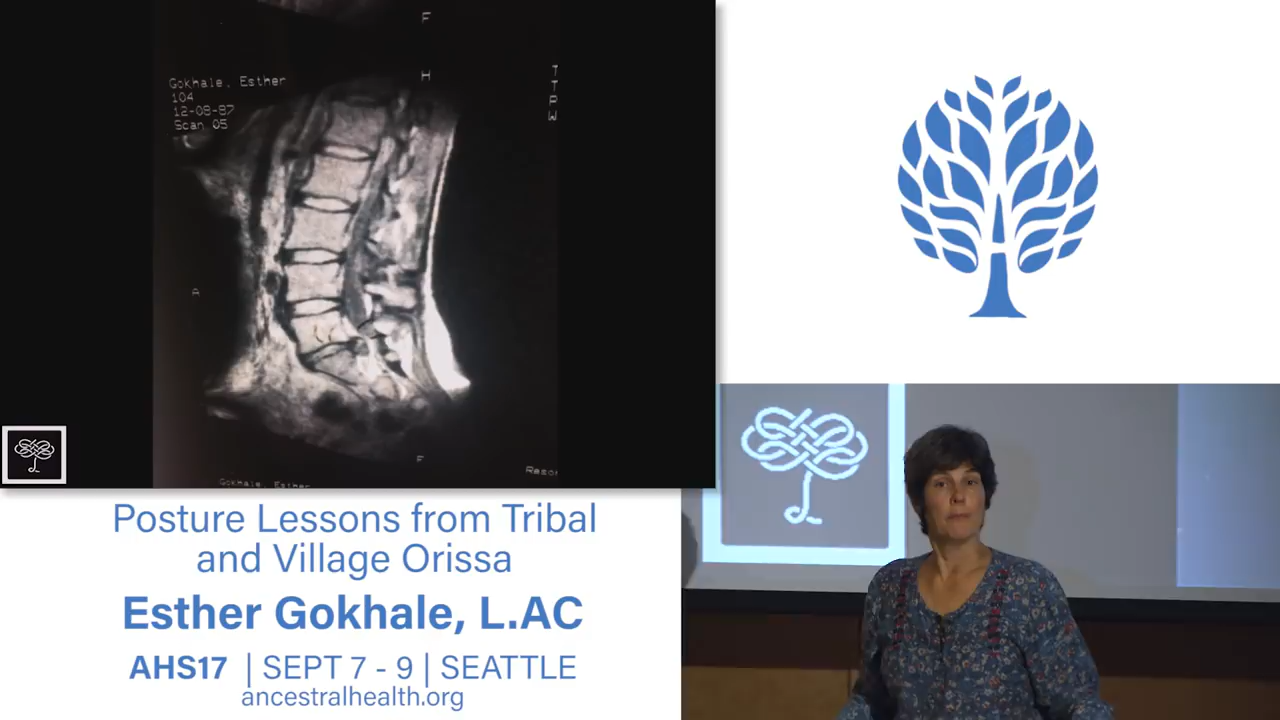 F
H
Gokhale, Esther
104
12-08-87
Scan 05
T
T
P
W
A
F
Gokhale, Esther
Posture Lessons from Tribal
and Village Orissa
Esther Gokhale, L.AC
AHS17 | SEPT 7 - 9 | SEATTLE
ancestralhealth.org